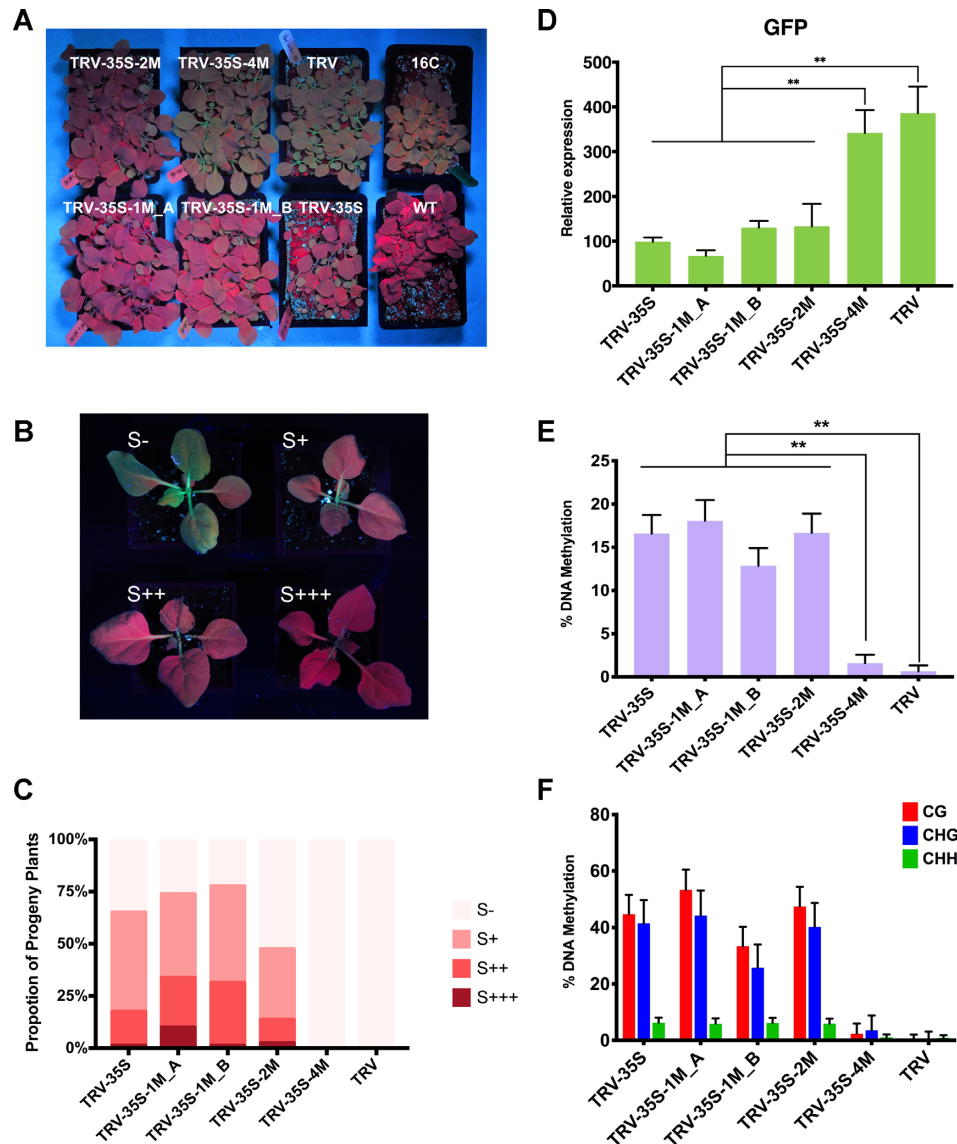 A
TRV-35S-2M TRV-35S-4M TRV 16C
TRV-35S-1M_A TRV-35S-1M_B TRV-35S WT
B
S- S+
S++ S+++
C
100%
75%
50%
25%
0%
Propotion of Progeny Plants
TRV-35S
TRV-35S-1M_A
TRV-35S-1M_B
TRV-35S-2M
TRV-35S-4M
TRV
S-
S+
S++
S+++
D
GFP
500
400
300
200
100
0
Relative expression
**
**
TRV-35S
TRV-35S-1M_A
TRV-35S-1M_B
TRV-35S-2M
TRV-35S-4M
TRV
E
25
20
15
10
5
0
% DNA Methylation
**
**
TRV-35S
TRV-35S-1M_A
TRV-35S-1M_B
TRV-35S-2M
TRV-35S-4M
TRV
F
80
60
40
20
0
% DNA Methylation
CG
CHG
CHH
TRV-35S
TRV-35S-1M_A
TRV-35S-1M_B
TRV-35S-2M
TRV-35S-4M
TRV